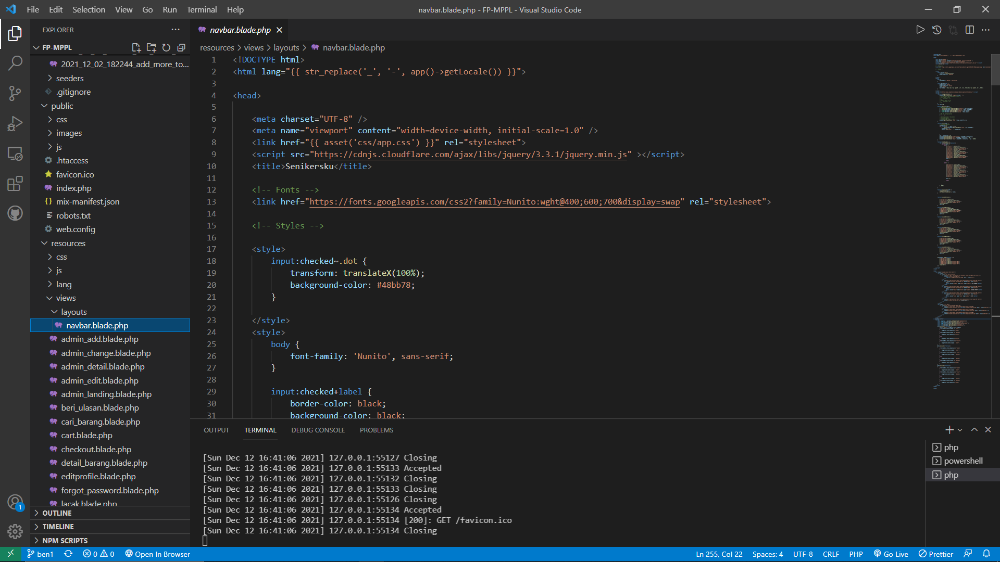 File Edit Selection View Go Run Terminal Help
navbar.blade.php - FP-MPPL - Visual Studio Code
EXPLORER
FP-MPPL
2021_12_02_182244_add_more_to...
seeders
.gitignore
public
css
images
js
.htaccess
favicon.ico
index.php
mix-manifest.json
robots.txt
web.config
resources
css
js
lang
views
layouts
navbar.blade.php
admin_add.blade.php
admin_change.blade.php
admin_detail.blade.php
admin_edit.blade.php
admin_landing.blade.php
beri_ulasan.blade.php
cari_barang.blade.php
cart.blade.php
checkout.blade.php
detail_barang.blade.php
editprofile.blade.php
forgot_password.blade.php
lacak.blade.php
OUTLINE
TIMELINE
NPM SCRIPTS
navbar.blade.php
resources > views > layouts > navbar.blade.php
1 <!DOCTYPE html>
2 <html lang="{{ str_replace('_', '-', app()->getLocale()) }}">
3
4 <head>
5
6 <meta charset="UTF-8" />
7 <meta name="viewport" content="width=device-width, initial-scale=1.0" />
8 <link href="{{ asset('css/app.css') }}" rel="stylesheet">
9 <script src="https://cdnjs.cloudflare.com/ajax/libs/jquery/3.3.1/jquery.min.js" ></script>
10 <title>Senikersku</title>
11
12 <!-- Fonts -->
13 <link href="https://fonts.googleapis.com/css2?family=Nunito:wght@400;600;700&display=swap" rel="stylesheet">
14
15 <!-- Styles -->
16
17 <style>
18 input:checked~.dot {
19 transform: translateX(100%);
20 background-color: #48bb78;
21 }
22
23 </style>
24 <style>
25 body {
26 font-family: 'Nunito', sans-serif;
27 }
28
29 input:checked+label {
30 border-color: black;
31 background-color: black;
OUTPUT TERMINAL DEBUG CONSOLE PROBLEMS
[Sun Dec 12 16:41:06 2021] 127.0.0.1:55127 Closing
[Sun Dec 12 16:41:06 2021] 127.0.0.1:55133 Accepted
[Sun Dec 12 16:41:06 2021] 127.0.0.1:55132 Closing
[Sun Dec 12 16:41:06 2021] 127.0.0.1:55133 Closing
[Sun Dec 12 16:41:06 2021] 127.0.0.1:55126 Closing
[Sun Dec 12 16:41:06 2021] 127.0.0.1:55134 Accepted
[Sun Dec 12 16:41:06 2021] 127.0.0.1:55134 [200]: GET /favicon.ico
[Sun Dec 12 16:41:06 2021] 127.0.0.1:55134 Closing
php
powershell
php
1
ben1 0 0 Open In Browser
Ln 255, Col 22 Spaces: 4 UTF-8 CRLF PHP Go Live Prettier